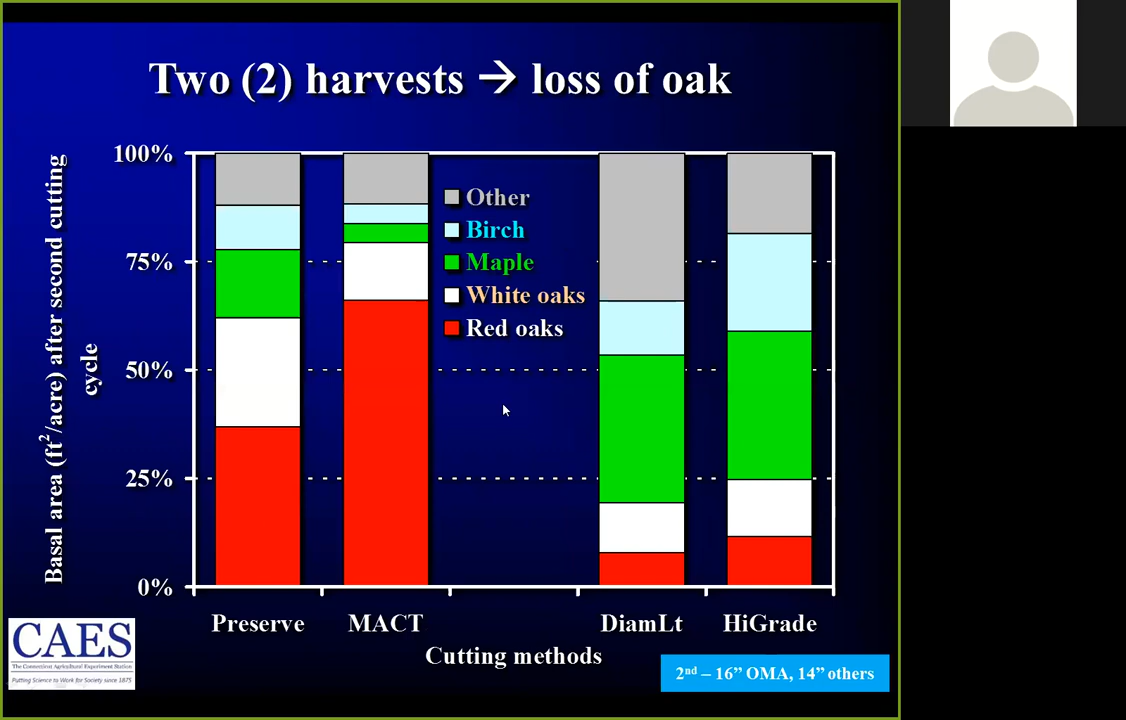 Two (2) harvests → loss of oak
Basal area (ft²/acre) after second cutting
cycle
100%
75%
50%
25%
0%
Other
Birch
Maple
White oaks
Red oaks
Preserve
MACT
DiamLt
HiGrade
Cutting methods
CAES
The Connecticut Agricultural Experiment Station
Putting Science to Work for Society since 1875
2nd – 16” OMA, 14” others